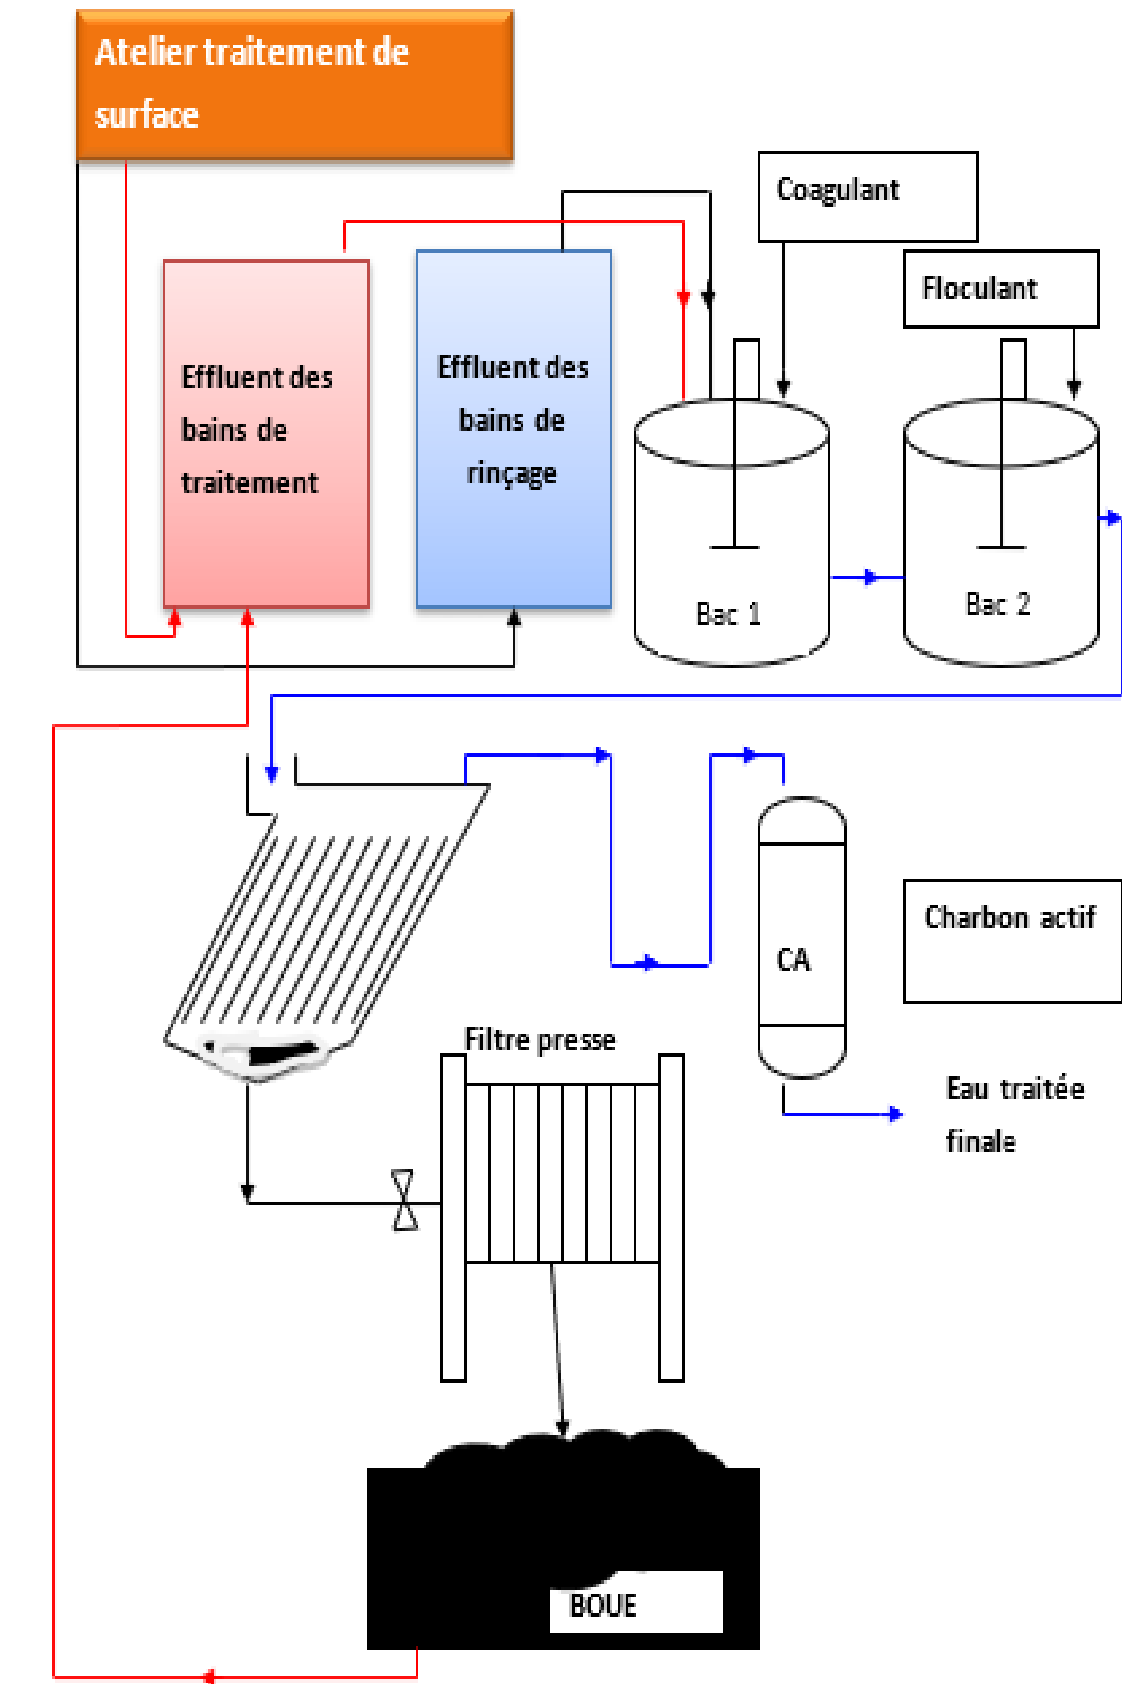 Atelier traitement de
surface
Coagulant
Floculant
Effluent des
bains de
traitement
Effluent des
bains de
rinçage
Bac 1
Bac 2
Charbon actif
CA
Filtre presse
Eau traitée
finale
BOUE